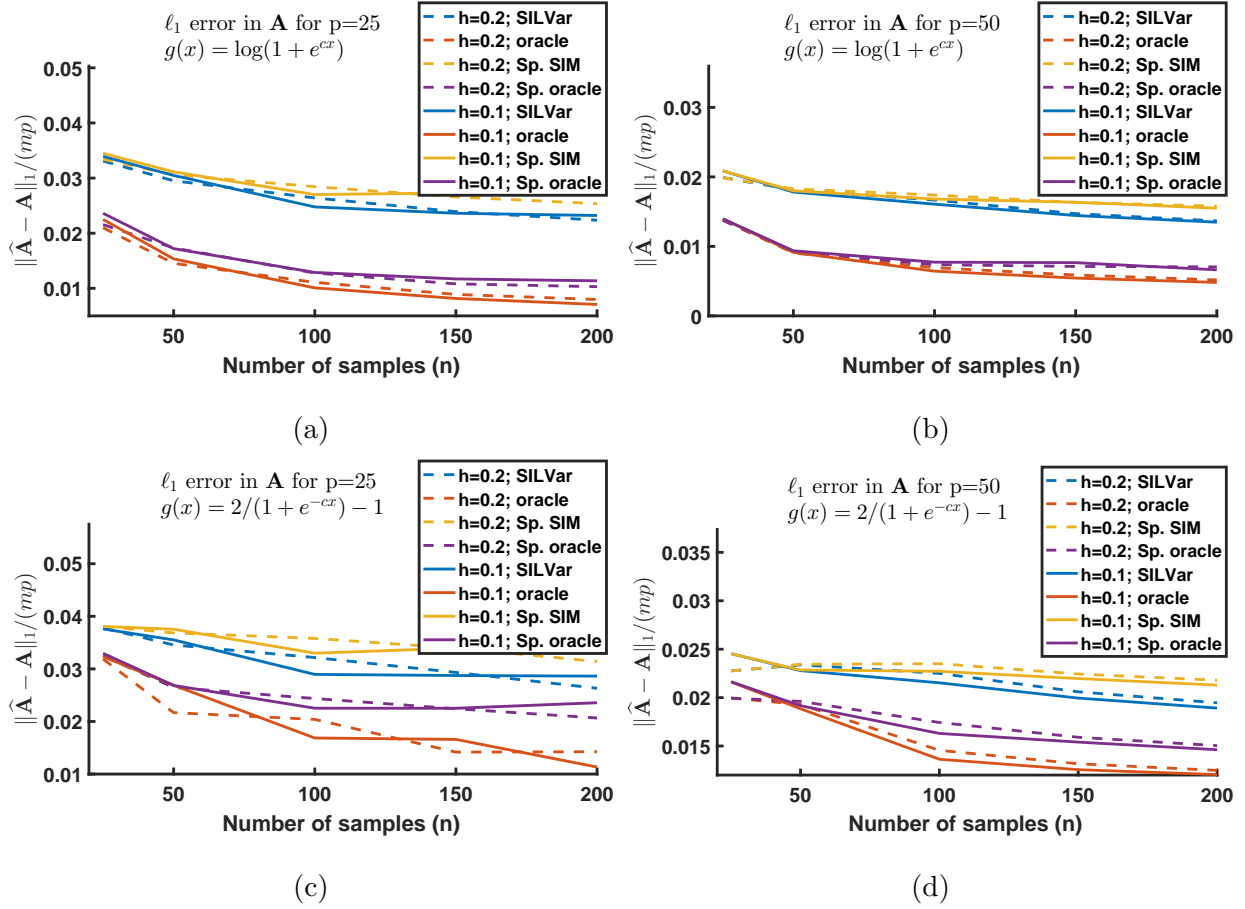 ℓ₁ error in A for p=25
g(x) = log(1 + e^{cx})
h=0.2; SILVar
h=0.2; oracle
h=0.2; Sp. SIM
h=0.2; Sp. oracle
h=0.1; SILVar
h=0.1; oracle
h=0.1; Sp. SIM
h=0.1; Sp. oracle
0.05
0.04
0.03
0.02
0.01
‖Â − A‖₁/(mp)
50 100 150 200
Number of samples (n)
(a)
ℓ₁ error in A for p=50
g(x) = log(1 + e^{cx})
h=0.2; SILVar
h=0.2; oracle
h=0.2; Sp. SIM
h=0.2; Sp. oracle
h=0.1; SILVar
h=0.1; oracle
h=0.1; Sp. SIM
h=0.1; Sp. oracle
0.03
0.02
0.01
0
‖Â − A‖₁/(mp)
50 100 150 200
Number of samples (n)
(b)
ℓ₁ error in A for p=25
g(x) = 2/(1 + e^{−cx}) − 1
h=0.2; SILVar
h=0.2; oracle
h=0.2; Sp. SIM
h=0.2; Sp. oracle
h=0.1; SILVar
h=0.1; oracle
h=0.1; Sp. SIM
h=0.1; Sp. oracle
0.05
0.04
0.03
0.02
0.01
‖Â − A‖₁/(mp)
50 100 150 200
Number of samples (n)
(c)
ℓ₁ error in A for p=50
g(x) = 2/(1 + e^{−cx}) − 1
h=0.2; SILVar
h=0.2; oracle
h=0.2; Sp. SIM
h=0.2; Sp. oracle
h=0.1; SILVar
h=0.1; oracle
h=0.1; Sp. SIM
h=0.1; Sp. oracle
0.035
0.03
0.025
0.02
0.015
‖Â − A‖₁/(mp)
50 100 150 200
Number of samples (n)
(d)